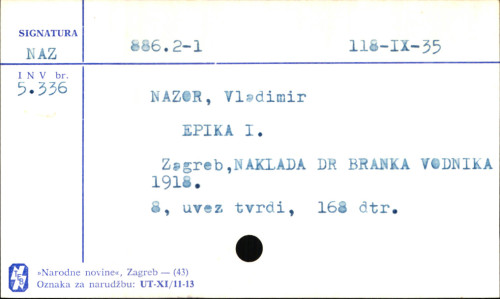 SIGNATURA
NAZ
886.2-1 118-IX-35
INV br.
5.336
NAZOR, Vladimir
EPIKA I.
Zagreb,NAKLADA DR BRANKA VODNIKA
1918.
8, uvez tvrdi, 168 dtr.
»Narodne novine«, Zagreb — (43)
Oznaka za narudžbu: UT-XI/11-13